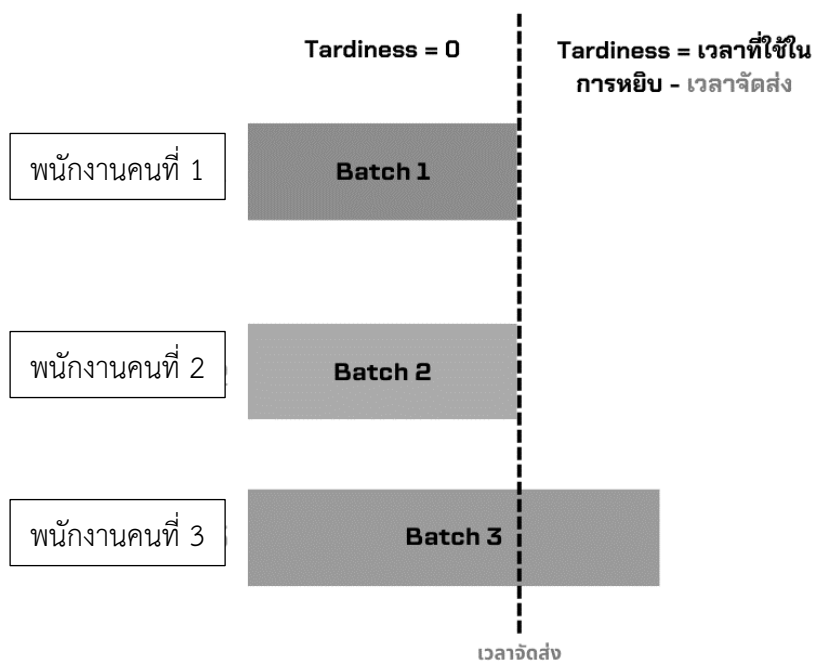 Tardiness = 0
Tardiness = เวลาที่ใช้ใน
การหยิบ - เวลาจัดส่ง
พนักงานคนที่ 1
Batch 1
พนักงานคนที่ 2
Batch 2
พนักงานคนที่ 3
Batch 3
เวลาจัดส่ง